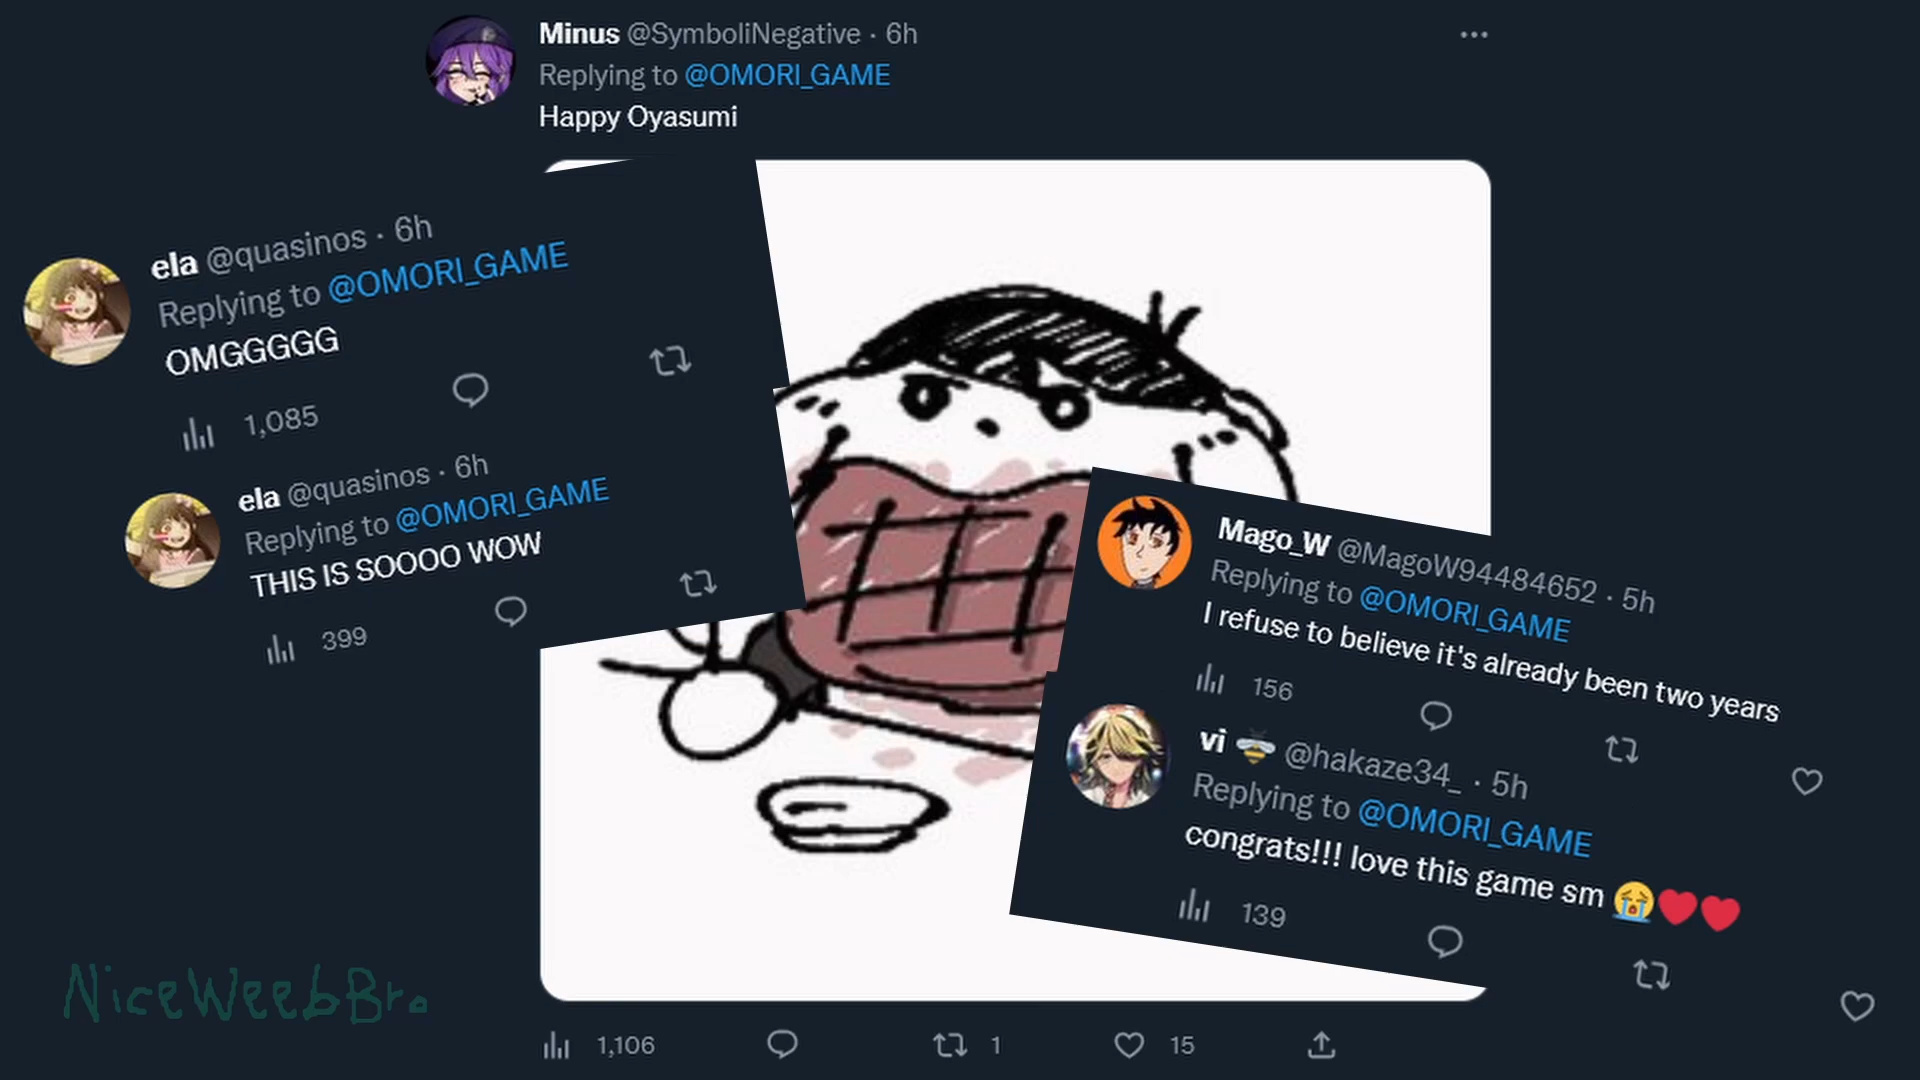 Minus @SymboliNegative · 6h
Replying to @OMORI_GAME
Happy Oyasumi
ela @quasinos · 6h
Replying to @OMORI_GAME
OMGGGGG
1,085
ela @quasinos · 6h
Replying to @OMORI_GAME
THIS IS SOOOO WOW
399
Mago_W @MagoW94484652 · 5h
Replying to @OMORI_GAME
I refuse to believe it's already been two years
156
vi 🐝 @hakaze34_ · 5h
Replying to @OMORI_GAME
congrats!!! love this game sm 😭❤️❤️
139
NiceWeebBro
1,106 1 15